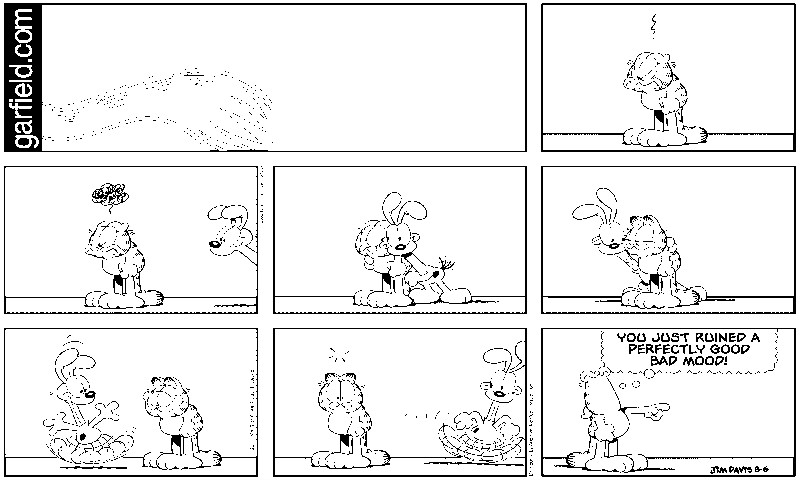 garfield.com
YOU JUST RUINED A
PERFECTLY GOOD
BAD MOOD!
JIM DAVIS 8-6